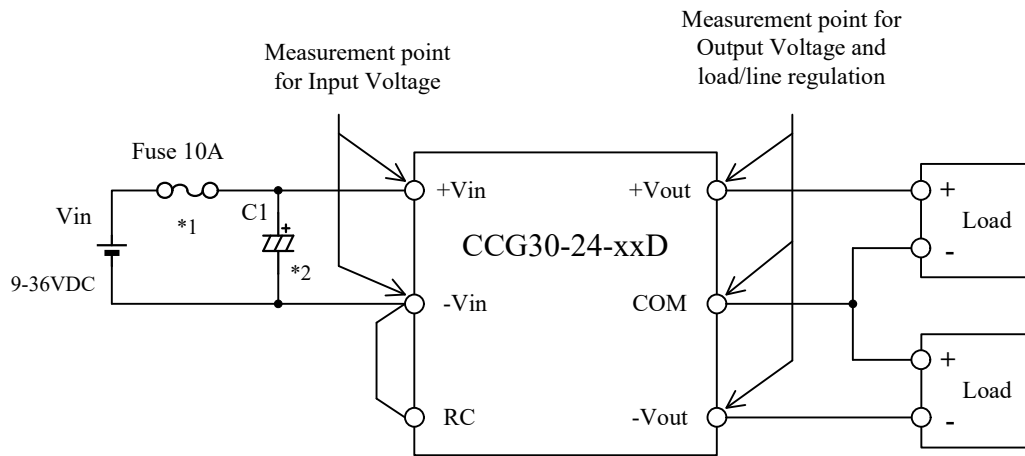 Measurement point for
Output Voltage and
load/line regulation
Measurement point
for Input Voltage
Fuse 10A
*1
Vin
9-36VDC
C1
+
*2
+Vin
-Vin
RC
CCG30-24-xxD
+Vout
COM
-Vout
+
Load
-
+
Load
-